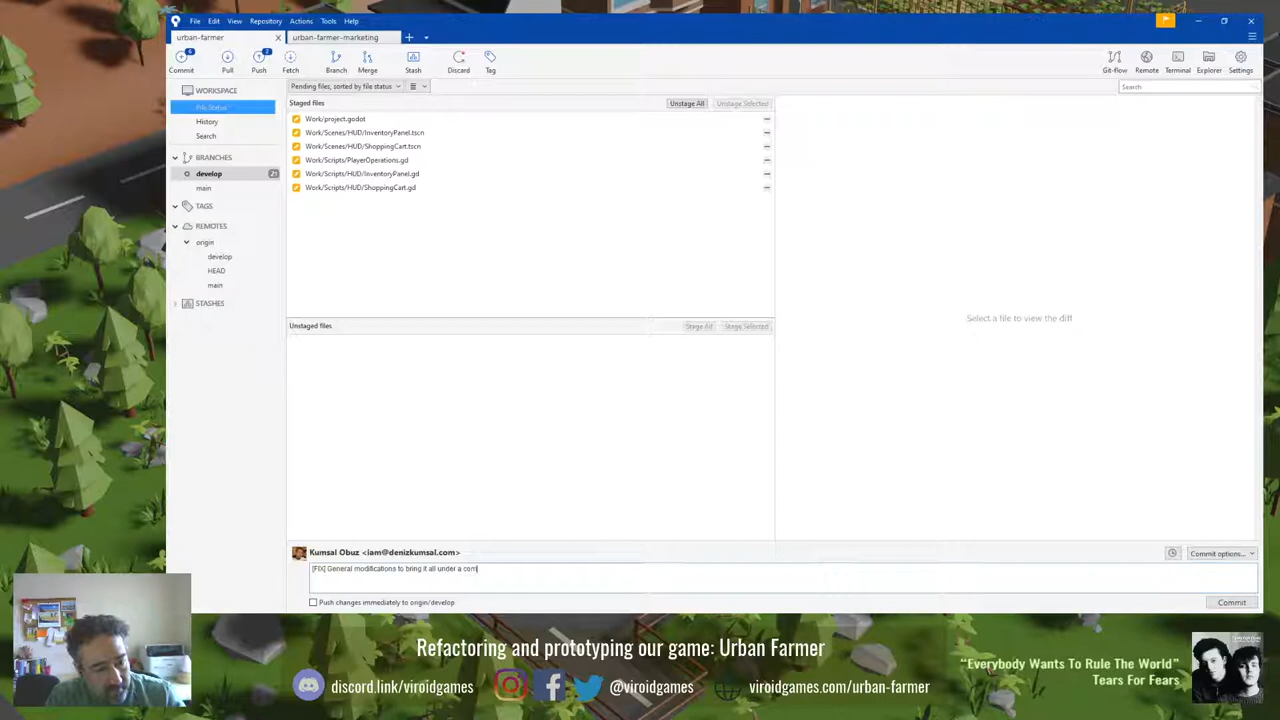 File Edit View Repository Actions Tools Help
urban-farmer
urban-farmer-marketing
6
2
Commit Pull Push Fetch Branch Merge Stash Discard Tag Git-flow Remote Terminal Explorer Settings
WORKSPACE
Pending files, sorted by file status
Search
File Status
Staged files
Unstage All
Unstage Selected
History
Work/project.godot
Search
Work/Scenes/HUD/InventoryPanel.tscn
Work/Scenes/HUD/ShoppingCart.tscn
BRANCHES
Work/Scripts/PlayerOperations.gd
develop
21
Work/Scripts/HUD/InventoryPanel.gd
main
Work/Scripts/HUD/ShoppingCart.gd
TAGS
REMOTES
origin
develop
HEAD
main
STASHES
Select a file to view the diff
Unstaged files
Stage All
Stage Selected
Kumsal Obuz <iam@denizkumsal.com>
Commit options...
[FIX] General modifications to bring it all under a com
Push changes immediately to origin/develop
Commit
Refactoring and prototyping our game: Urban Farmer
discord.link/viroidgames
@viroidgames
viroidgames.com/urban-farmer
"Everybody Wants To Rule The World"
Tears For Fears